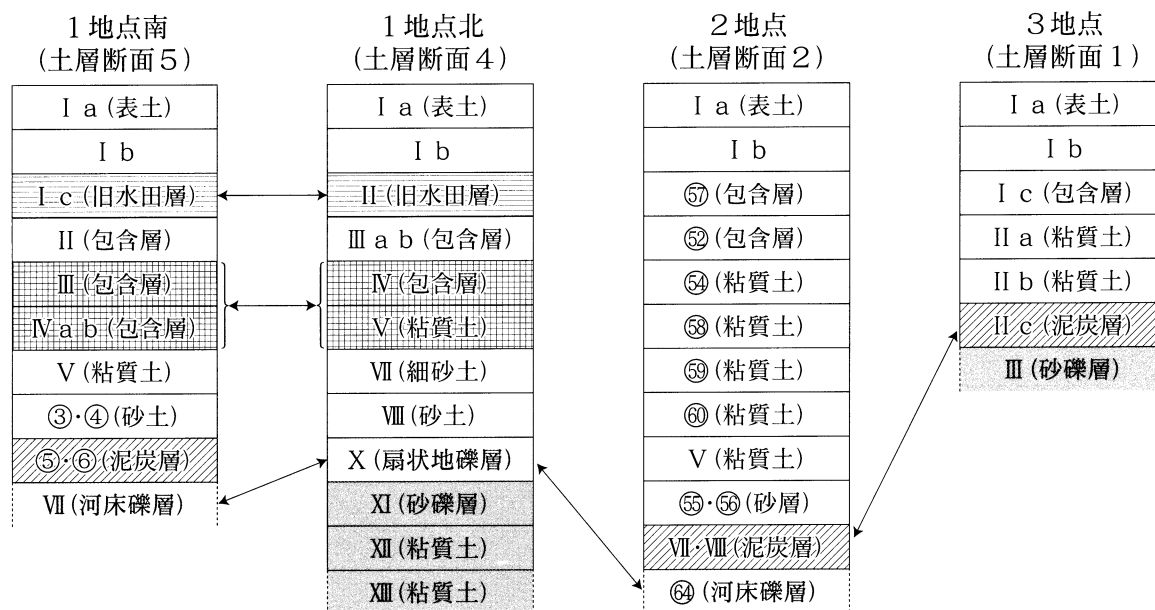 1地点南
(土層断面5)
Ⅰa(表土)
Ⅰb
Ⅰc(旧水田層)
Ⅱ(包含層)
Ⅲ(包含層)
Ⅳab(包含層)
Ⅴ(粘質土)
③・④(砂土)
⑤・⑥(泥炭層)
Ⅶ(河床礫層)
1地点北
(土層断面4)
Ⅰa(表土)
Ⅰb
Ⅱ(旧水田層)
Ⅲab(包含層)
Ⅳ(包含層)
Ⅴ(粘質土)
Ⅶ(細砂土)
Ⅷ(砂土)
Ⅹ(扇状地礫層)
Ⅺ(砂礫層)
Ⅻ(粘質土)
XⅢ(粘質土)
2地点
(土層断面2)
Ⅰa(表土)
Ⅰb
㊼(包含層)
52(包含層)
54(粘質土)
58(粘質土)
59(粘質土)
60(粘質土)
Ⅴ(粘質土)
55・56(砂層)
Ⅶ・Ⅷ(泥炭層)
64(河床礫層)
3地点
(土層断面1)
Ⅰa(表土)
Ⅰb
Ⅰc(包含層)
Ⅱa(粘質土)
Ⅱb(粘質土)
Ⅱc(泥炭層)
Ⅲ(砂礫層)